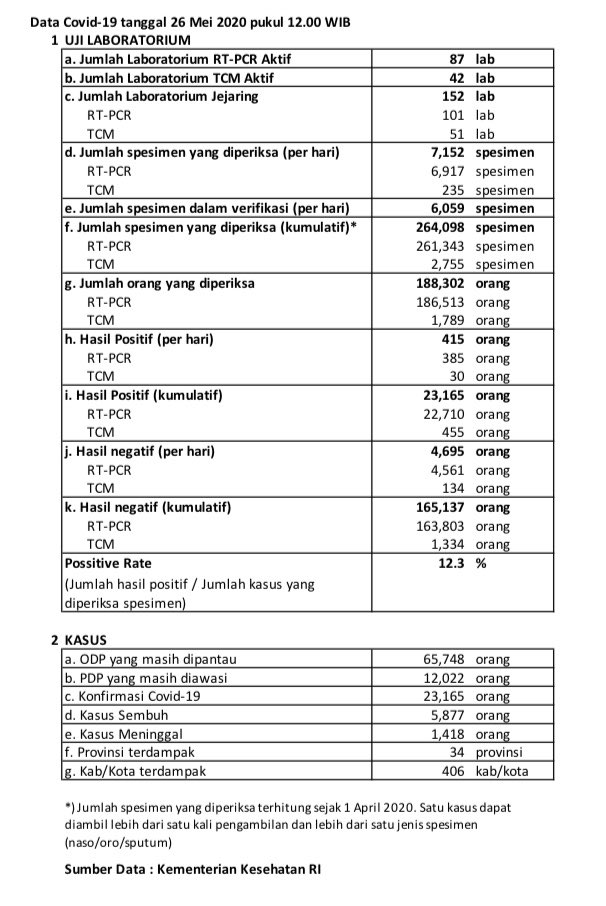 Data Covid-19 tanggal 26 Mei 2020 pukul 12.00 WIB
1 UJI LABORATORIUM
a. Jumlah Laboratorium RT-PCR Aktif 87 lab
b. Jumlah Laboratorium TCM Aktif 42 lab
c. Jumlah Laboratorium Jejaring 152 lab
RT-PCR 101 lab
TCM 51 lab
d. Jumlah spesimen yang diperiksa (per hari) 7,152 spesimen
RT-PCR 6,917 spesimen
TCM 235 spesimen
e. Jumlah spesimen dalam verifikasi (per hari) 6,059 spesimen
f. Jumlah spesimen yang diperiksa (kumulatif)* 264,098 spesimen
RT-PCR 261,343 spesimen
TCM 2,755 spesimen
g. Jumlah orang yang diperiksa 188,302 orang
RT-PCR 186,513 orang
TCM 1,789 orang
h. Hasil Positif (per hari) 415 orang
RT-PCR 385 orang
TCM 30 orang
i. Hasil Positif (kumulatif) 23,165 orang
RT-PCR 22,710 orang
TCM 455 orang
j. Hasil negatif (per hari) 4,695 orang
RT-PCR 4,561 orang
TCM 134 orang
k. Hasil negatif (kumulatif) 165,137 orang
RT-PCR 163,803 orang
TCM 1,334 orang
Possitive Rate 12.3 %
(Jumlah hasil positif / Jumlah kasus yang
diperiksa spesimen)
2 KASUS
a. ODP yang masih dipantau 65,748 orang
b. PDP yang masih diawasi 12,022 orang
c. Konfirmasi Covid-19 23,165 orang
d. Kasus Sembuh 5,877 orang
e. Kasus Meninggal 1,418 orang
f. Provinsi terdampak 34 provinsi
g. Kab/Kota terdampak 406 kab/kota
*) Jumlah spesimen yang diperiksa terhitung sejak 1 April 2020. Satu kasus dapat
diambil lebih dari satu kali pengambilan dan lebih dari satu jenis spesimen
(naso/oro/sputum)
Sumber Data : Kementerian Kesehatan RI